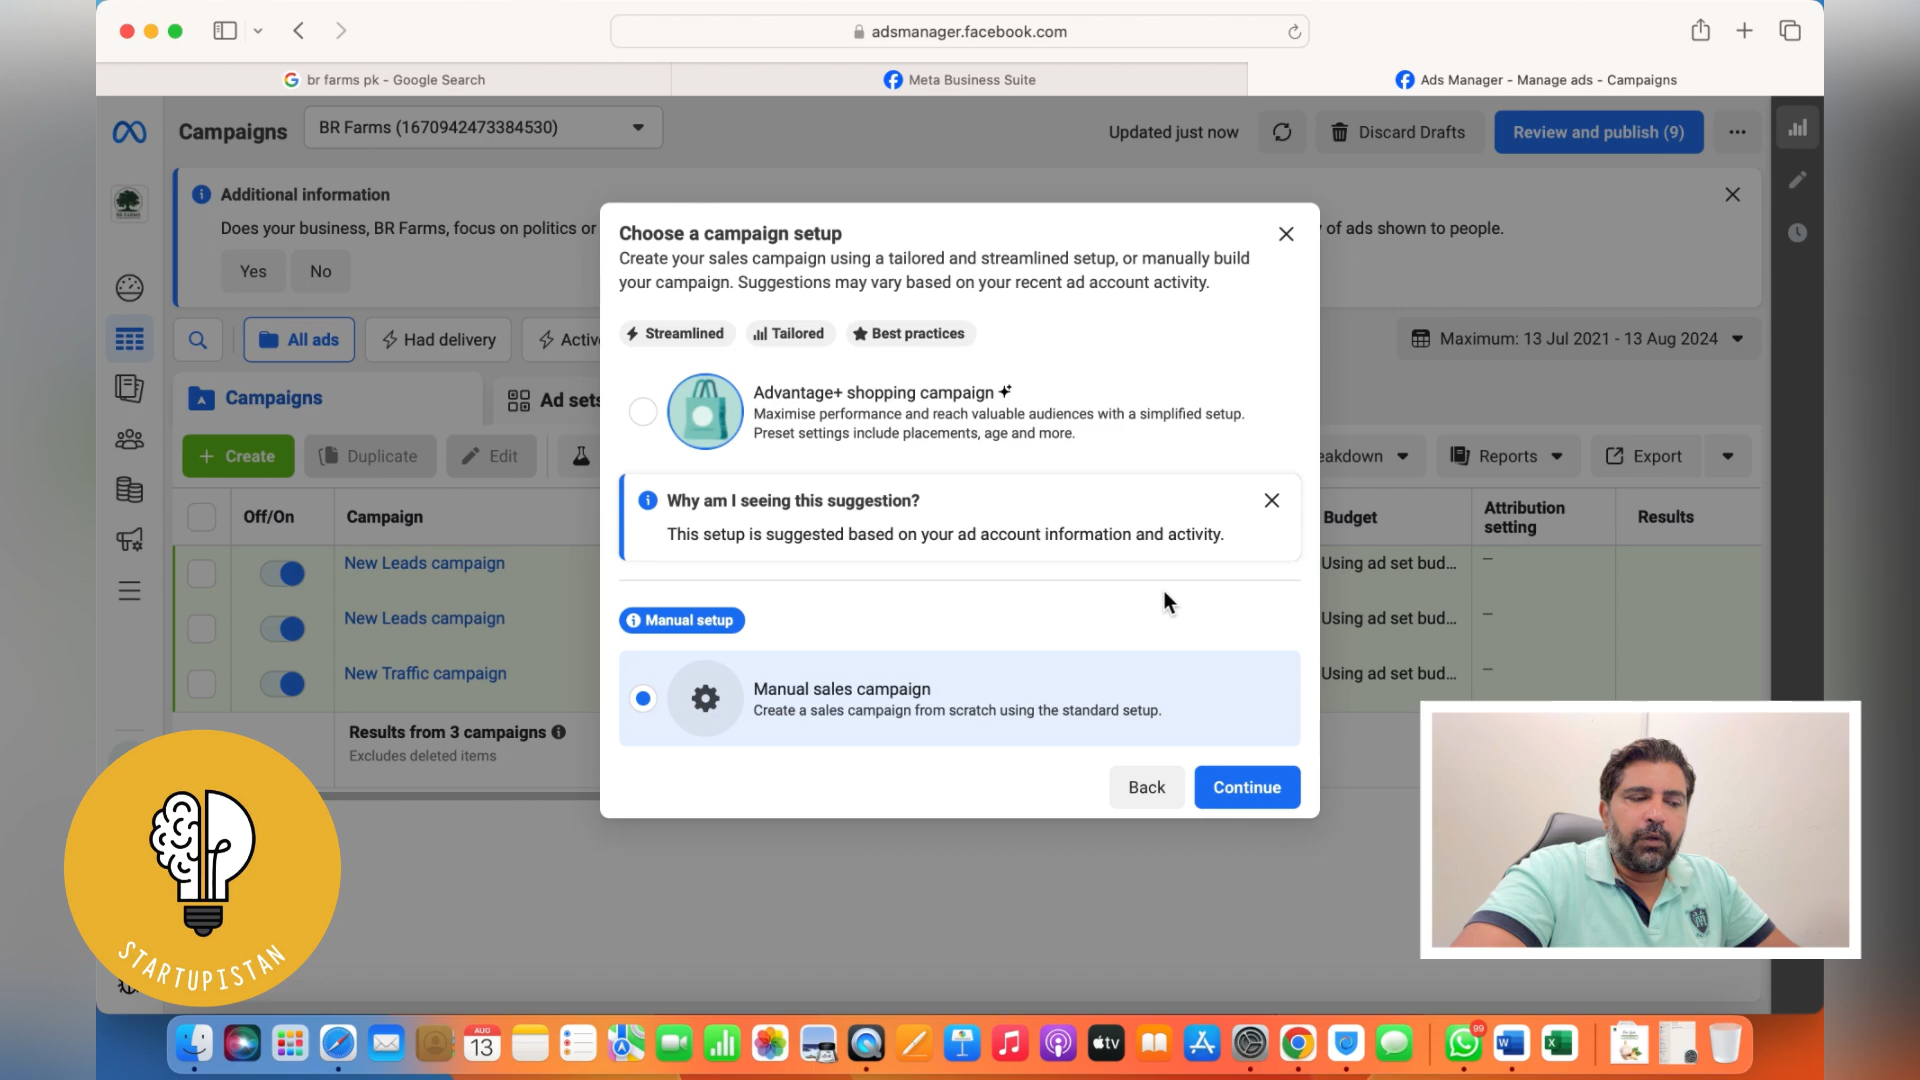 adsmanager.facebook.com
br farms pk - Google Search
Meta Business Suite
Ads Manager - Manage ads - Campaigns
Campaigns
BR Farms (1670942473384530)
Updated just now
Discard Drafts
Review and publish (9)
Additional information
Does your business, BR Farms, focus on politics or
of ads shown to people.
Yes
No
All ads
Had delivery
Active
Maximum: 13 Jul 2021 - 13 Aug 2024
Campaigns
Ad sets
Create
Duplicate
Edit
eakdown
Reports
Export
Off/On
Campaign
Budget
Attribution
setting
Results
New Leads campaign
Using ad set bud...
—
New Leads campaign
Using ad set bud...
—
New Traffic campaign
Using ad set bud...
—
Results from 3 campaigns
Excludes deleted items
Choose a campaign setup
Create your sales campaign using a tailored and streamlined setup, or manually build
your campaign. Suggestions may vary based on your recent ad account activity.
Streamlined
Tailored
Best practices
Advantage+ shopping campaign
Maximise performance and reach valuable audiences with a simplified setup.
Preset settings include placements, age and more.
Why am I seeing this suggestion?
This setup is suggested based on your ad account information and activity.
Manual setup
Manual sales campaign
Create a sales campaign from scratch using the standard setup.
Back
Continue
STARTUPISTAN
AUG
13
tv
99
W
X